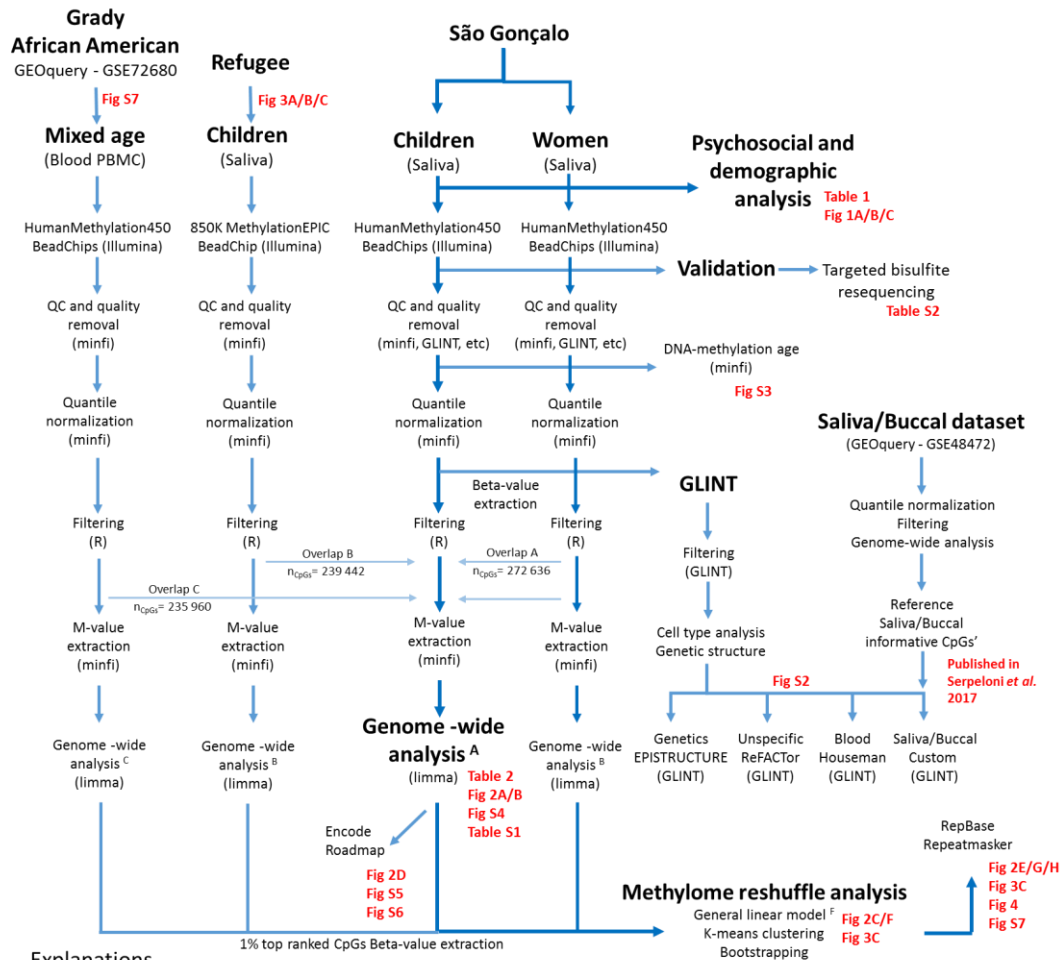 Grady
African American
GEOquery - GSE72680
Fig S7
Mixed age
(Blood PBMC)
HumanMethylation450
BeadChips (Illumina)
QC and quality
removal
(minfi)
Quantile
normalization
(minfi)
Filtering
(R)
Overlap C
nCpGs= 235 960
M-value
extraction
(minfi)
Genome -wide
analysis C
(limma)
Refugee
Fig 3A/B/C
Children
(Saliva)
850K MethylationEPIC
BeadChip (Illumina)
QC and quality
removal
(minfi)
Quantile
normalization
(minfi)
Filtering
(R)
Overlap B
nCpGs= 239 442
M-value
extraction
(minfi)
Genome -wide
analysis B
(limma)
São Gonçalo
Children
(Saliva)
HumanMethylation450
BeadChips (Illumina)
QC and quality
removal
(minfi, GLINT, etc)
Quantile
normalization
(minfi)
Filtering
(R)
M-value
extraction
(minfi)
Genome -wide
analysis A
(limma)
Table 2
Fig 2A/B
Fig S4
Table S1
Encode
Roadmap
Fig 2D
Fig S5
Fig S6
Women
(Saliva)
HumanMethylation450
BeadChips (Illumina)
QC and quality
removal
(minfi, GLINT, etc)
Quantile
normalization
(minfi)
Beta-value
extraction
Filtering
(R)
Overlap A
nCpGs= 272 636
M-value
extraction
(minfi)
Genome -wide
analysis B
(limma)
Psychosocial and
demographic
analysis
Table 1
Fig 1A/B/C
Validation
Targeted bisulfite
resequencing
Table S2
DNA-methylation age
(minfi)
Fig S3
GLINT
Filtering
(GLINT)
Cell type analysis
Genetic structure
Saliva/Buccal dataset
(GEOquery - GSE48472)
Quantile normalization
Filtering
Genome-wide analysis
Reference
Saliva/Buccal
informative CpGs'
Published in
Serpeloni et al.
2017
Fig S2
Genetics
EPISTRUCTURE
(GLINT)
Unspecific
ReFACTor
(GLINT)
Blood
Houseman
(GLINT)
Saliva/Buccal
Custom
(GLINT)
1% top ranked CpGs Beta-value extraction
Methylome reshuffle analysis
General linear model F
K-means clustering
Bootstrapping
Fig 2C/F
Fig 3C
RepBase
Repeatmasker
Fig 2E/G/H
Fig 3C
Fig 4
Fig S7
Explanations